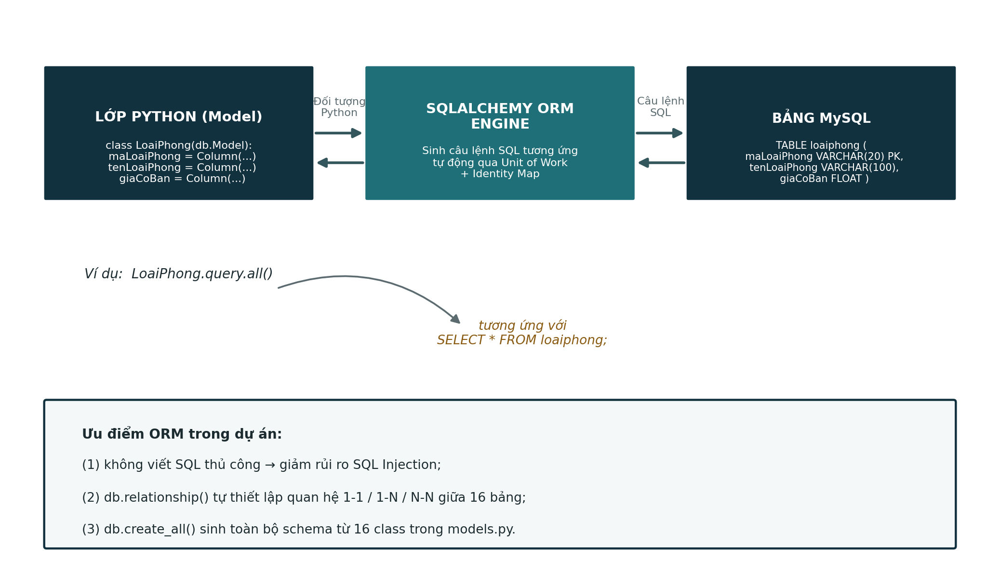 LỚP PYTHON (Model)
class LoaiPhong(db.Model):
maLoaiPhong = Column(...)
tenLoaiPhong = Column(...)
giaCoBan = Column(...)
Đối tượng
Python
SQLALCHEMY ORM
ENGINE
Sinh câu lệnh SQL tương ứng
tự động qua Unit of Work
+ Identity Map
Câu lệnh
SQL
BẢNG MySQL
TABLE loaiphong (
maLoaiPhong VARCHAR(20) PK,
tenLoaiPhong VARCHAR(100),
giaCoBan FLOAT )
Ví dụ: LoaiPhong.query.all()
tương ứng với
SELECT * FROM loaiphong;
Ưu điểm ORM trong dự án:
(1) không viết SQL thủ công → giảm rủi ro SQL Injection;
(2) db.relationship() tự thiết lập quan hệ 1-1 / 1-N / N-N giữa 16 bảng;
(3) db.create_all() sinh toàn bộ schema từ 16 class trong models.py.